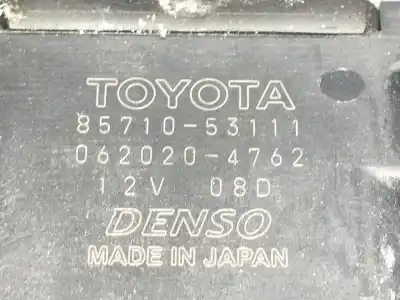 TOYOTA
85710-53111
062020-4762
12V 08D
DENSO
MADE IN JAPAN